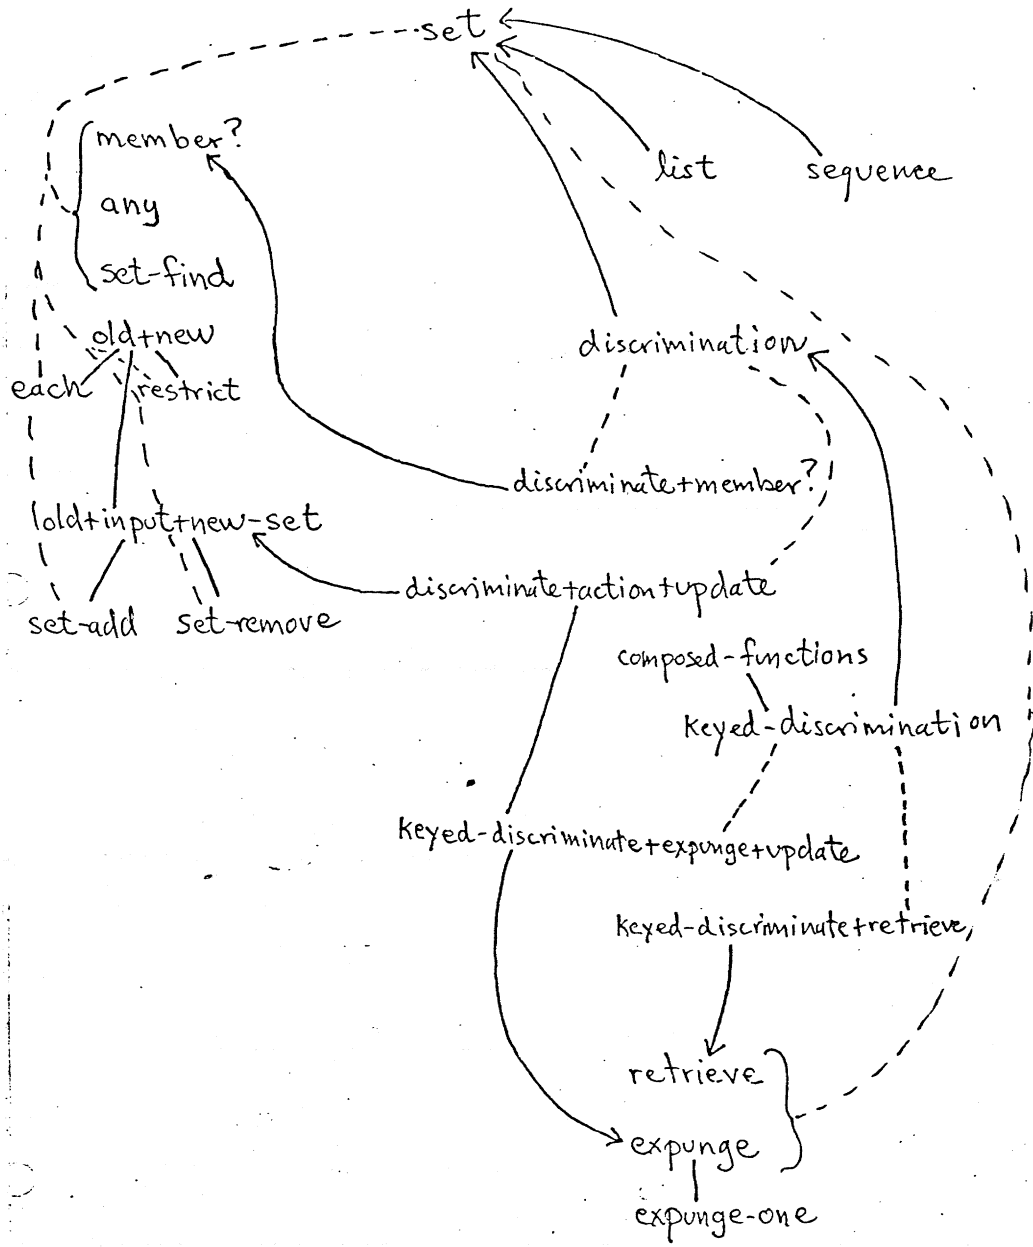 set
member?
list
sequence
any
set-find
old+new
discrimination
each
restrict
discriminate+member?
old+input+new-set
discriminate+action+update
set-add
set-remove
composed-functions
keyed-discrimination
keyed-discriminate+expunge+update
keyed-discriminate+retrieve
retrieve
expunge
expunge-one